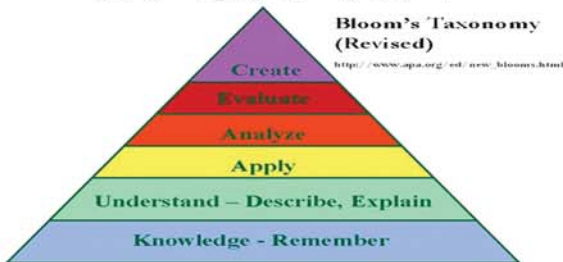 Bloom's Taxonomy
(Revised)
http://www.apa.org/ed/new_blooms.html
Create
Evaluate
Analyze
Apply
Understand – Describe, Explain
Knowledge - Remember